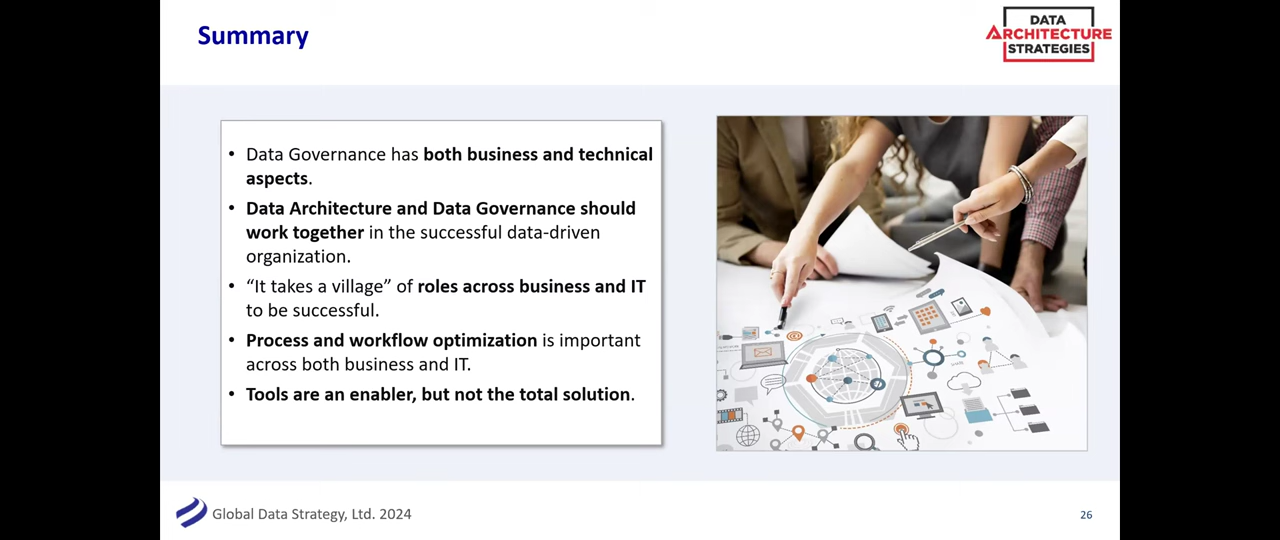 Summary
DATA
ARCHITECTURE
STRATEGIES
• Data Governance has both business and technical
aspects.
• Data Architecture and Data Governance should
work together in the successful data-driven
organization.
• “It takes a village” of roles across business and IT
to be successful.
• Process and workflow optimization is important
across both business and IT.
• Tools are an enabler, but not the total solution.
Global Data Strategy, Ltd. 2024
26